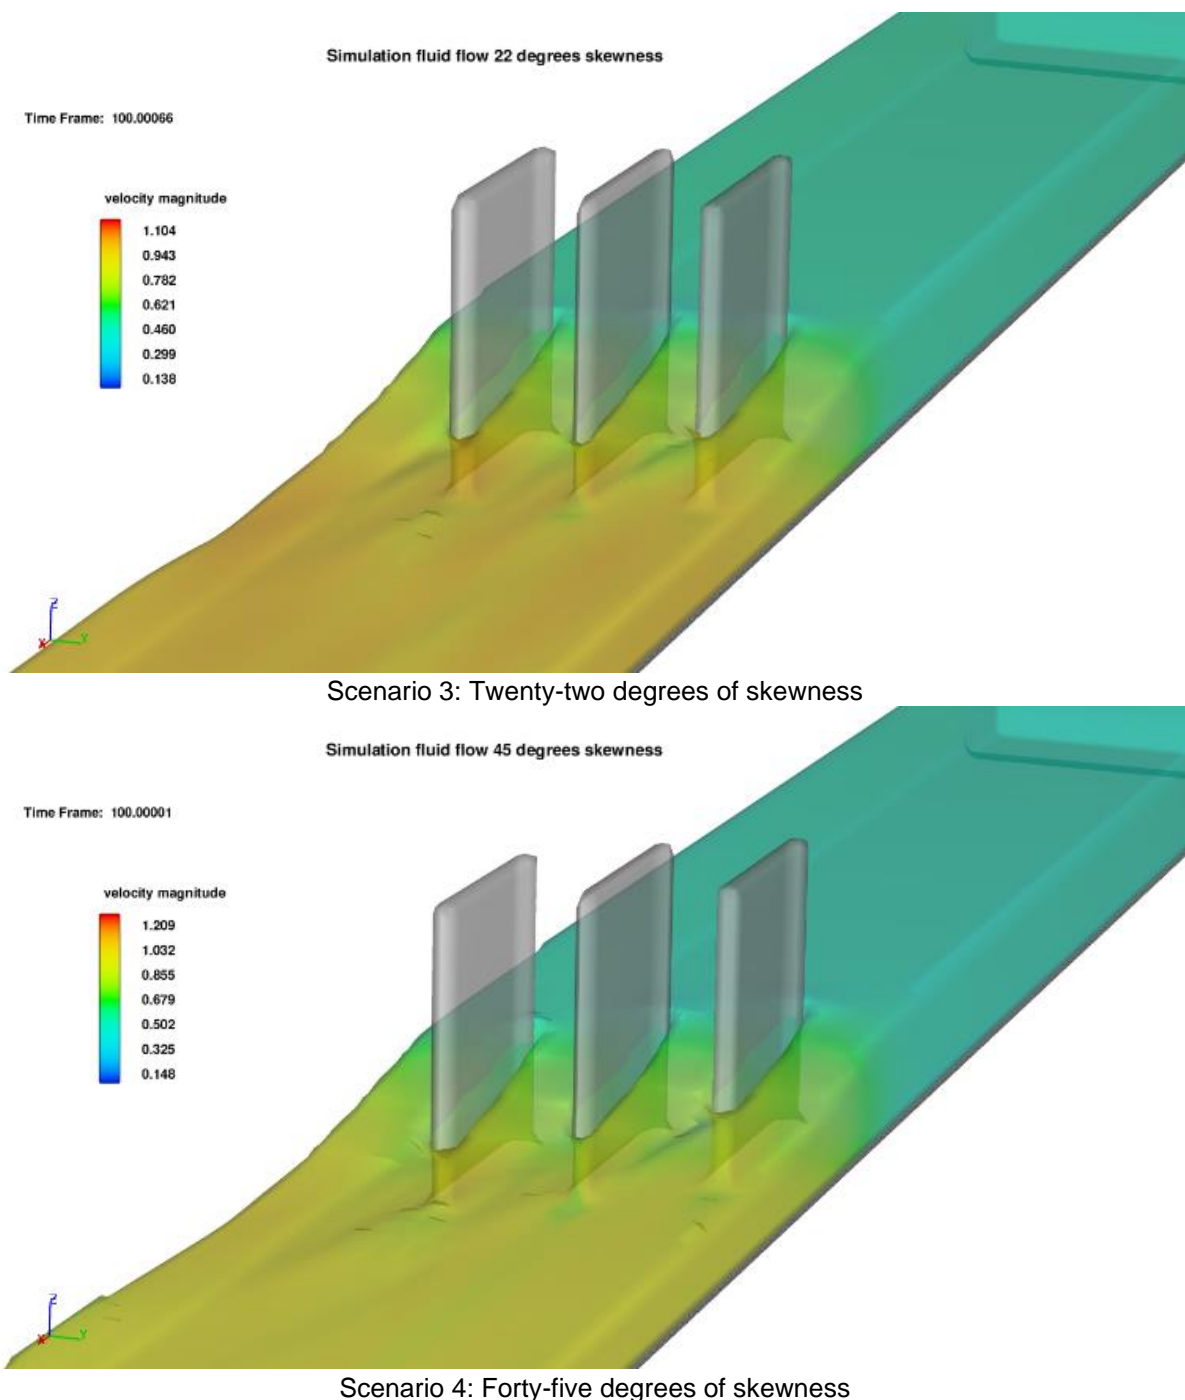 Simulation fluid flow 22 degrees skewness
Time Frame: 100.00066
velocity magnitude
1.104
0.943
0.782
0.621
0.460
0.299
0.138
Z
X
Y
Scenario 3: Twenty-two degrees of skewness
Simulation fluid flow 45 degrees skewness
Time Frame: 100.00001
velocity magnitude
1.209
1.032
0.855
0.679
0.502
0.325
0.148
Z
X
Y
Scenario 4: Forty-five degrees of skewness